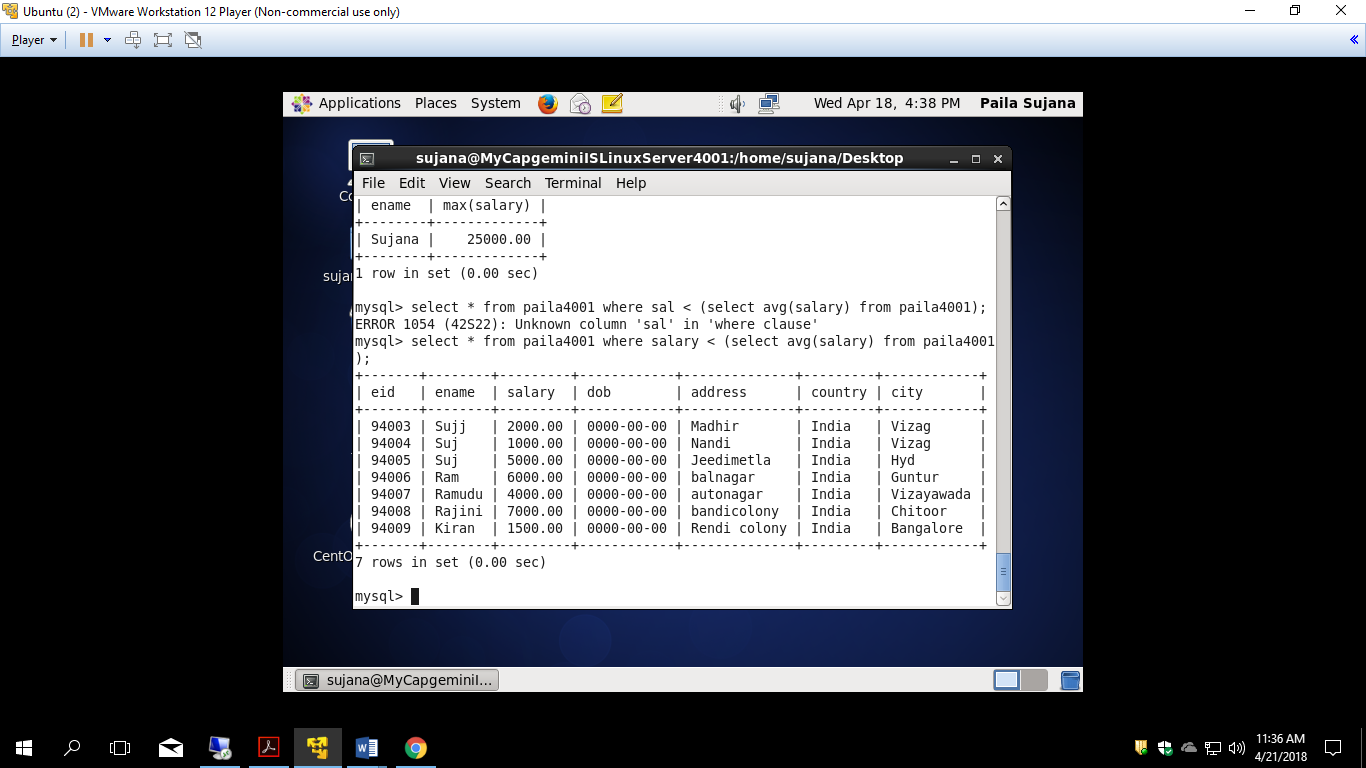 Ubuntu (2) - VMware Workstation 12 Player (Non-commercial use only)
Player
Applications Places System Wed Apr 18, 4:38 PM Paila Sujana
sujana@MyCapgeminiISLinuxServer4001:/home/sujana/Desktop
File Edit View Search Terminal Help
| ename  | max(salary) |
+--------+-------------+
| Sujana |    25000.00 |
+--------+-------------+
1 row in set (0.00 sec)
mysql> select * from paila4001 where sal < (select avg(salary) from paila4001);
ERROR 1054 (42S22): Unknown column 'sal' in 'where clause'
mysql> select * from paila4001 where salary < (select avg(salary) from paila4001
);
+-------+--------+---------+------------+--------------+---------+------------+
| eid   | ename  | salary  | dob        | address      | country | city       |
+-------+--------+---------+------------+--------------+---------+------------+
| 94003 | Sujj   | 2000.00 | 0000-00-00 | Madhir       | India   | Vizag      |
| 94004 | Suj    | 1000.00 | 0000-00-00 | Nandi        | India   | Vizag      |
| 94005 | Suj    | 5000.00 | 0000-00-00 | Jeedimetla   | India   | Hyd        |
| 94006 | Ram    | 6000.00 | 0000-00-00 | balnagar     | India   | Guntur     |
| 94007 | Ramudu | 4000.00 | 0000-00-00 | autonagar    | India   | Vizayawada |
| 94008 | Rajini | 7000.00 | 0000-00-00 | bandicolony  | India   | Chitoor    |
| 94009 | Kiran  | 1500.00 | 0000-00-00 | Rendi colony | India   | Bangalore  |
+-------+--------+---------+------------+--------------+---------+------------+
7 rows in set (0.00 sec)
mysql>
sujana@MyCapgeminiI...
11:36 AM
4/21/2018